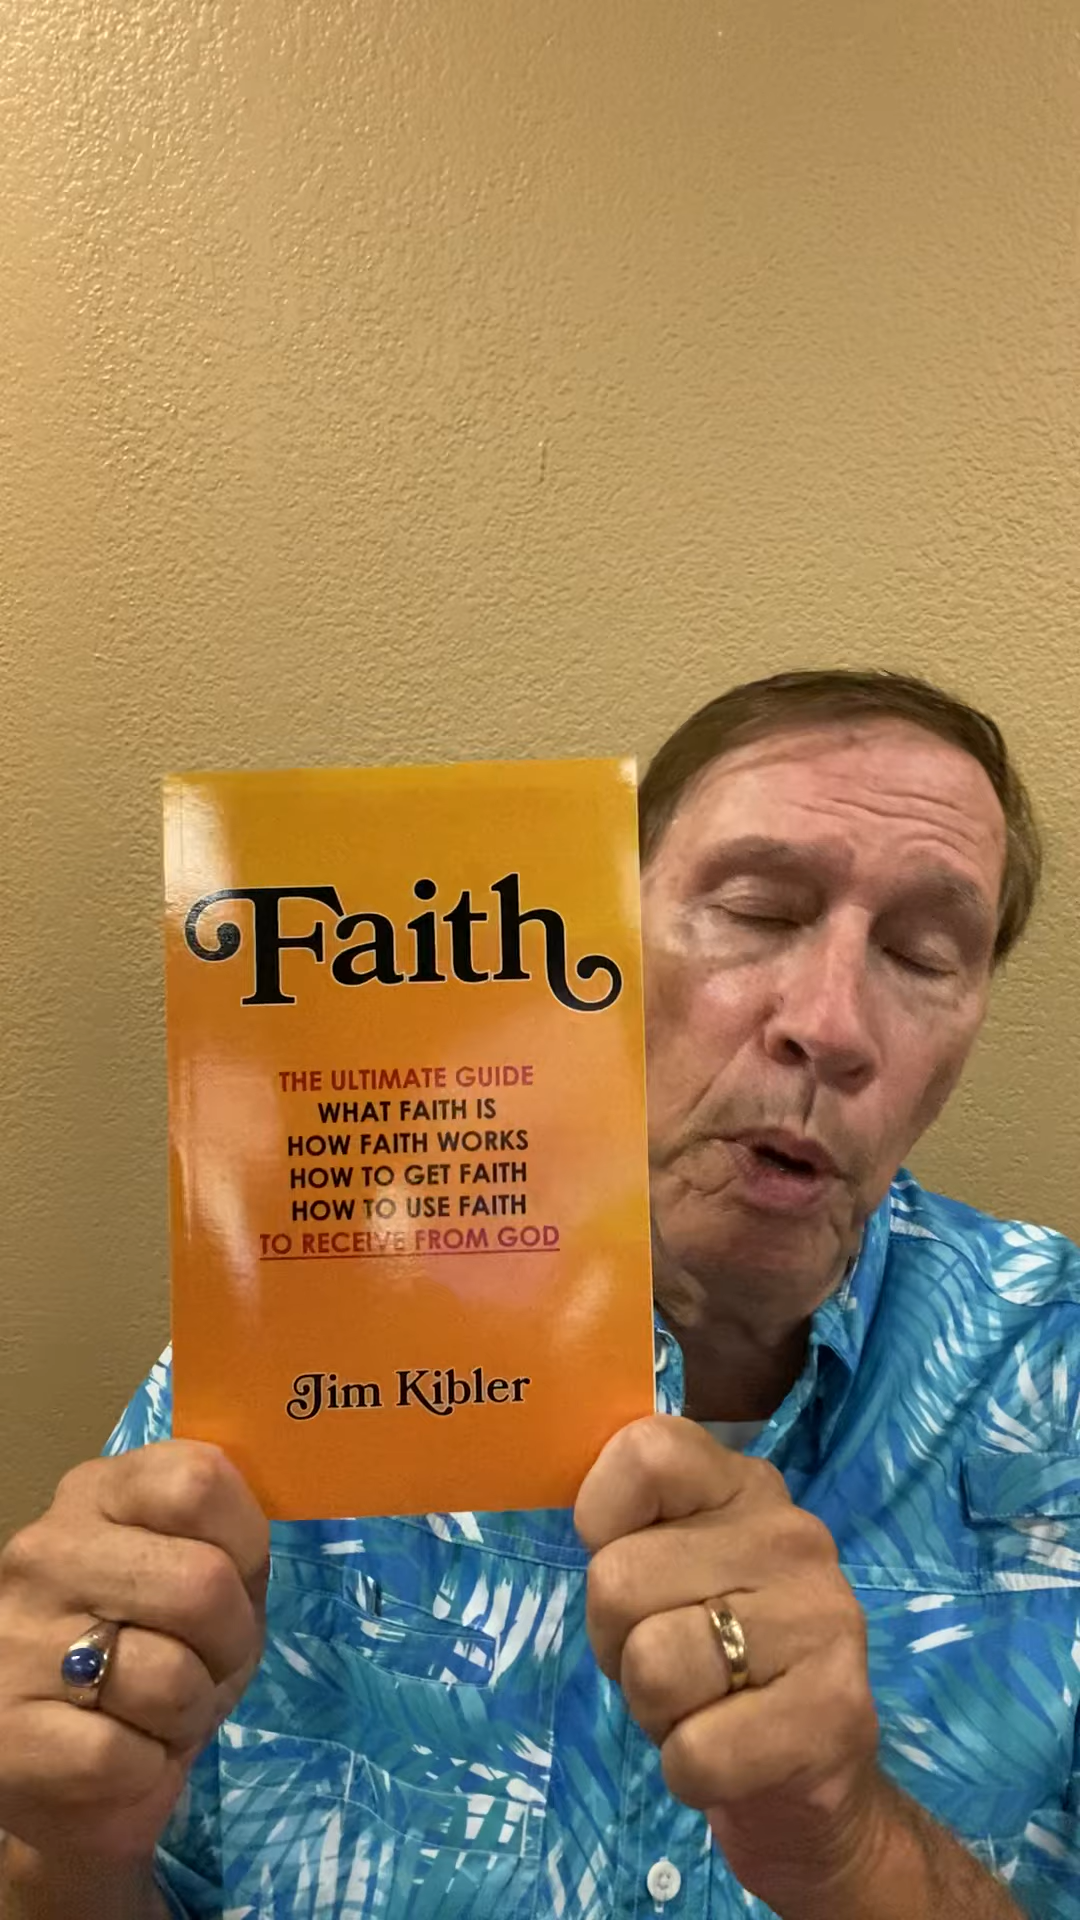 Faith
THE ULTIMATE GUIDE
WHAT FAITH IS
HOW FAITH WORKS
HOW TO GET FAITH
HOW TO USE FAITH
TO RECEIVE FROM GOD
Jim Kibler